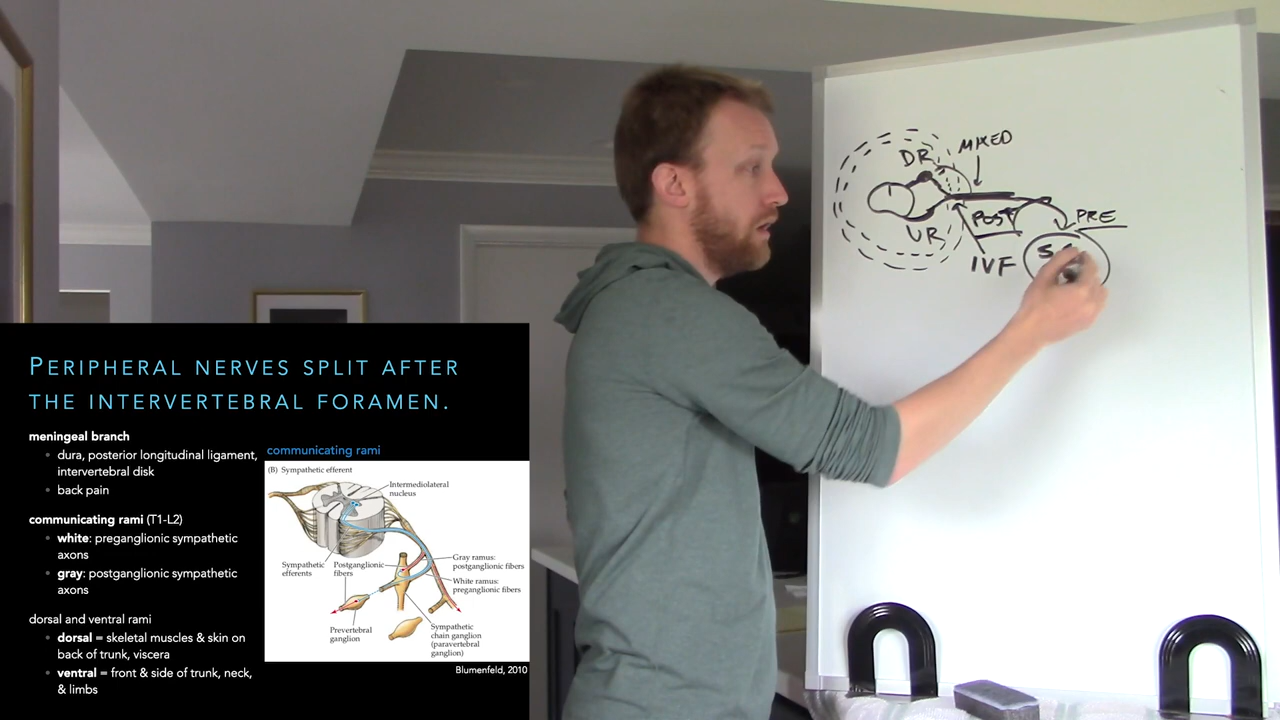 DR
MIXED
POST
PRE
VR
IVF
PERIPHERAL NERVES SPLIT AFTER
THE INTERVERTEBRAL FORAMEN.
meningeal branch
• dura, posterior longitudinal ligament,
intervertebral disk
• back pain
communicating rami (T1-L2)
• white: preganglionic sympathetic
axons
• gray: postganglionic sympathetic
axons
dorsal and ventral rami
• dorsal = skeletal muscles & skin on
back of trunk, viscera
• ventral = front & side of trunk, neck,
& limbs
communicating rami
(B) Sympathetic efferent
Intermediolateral
nucleus
Sympathetic
efferents
Postganglionic
fibers
Gray ramus:
postganglionic fibers
White ramus:
preganglionic fibers
Prevertebral
ganglion
Sympathetic
chain ganglion
(paravertebral
ganglion)
Blumenfeld, 2010